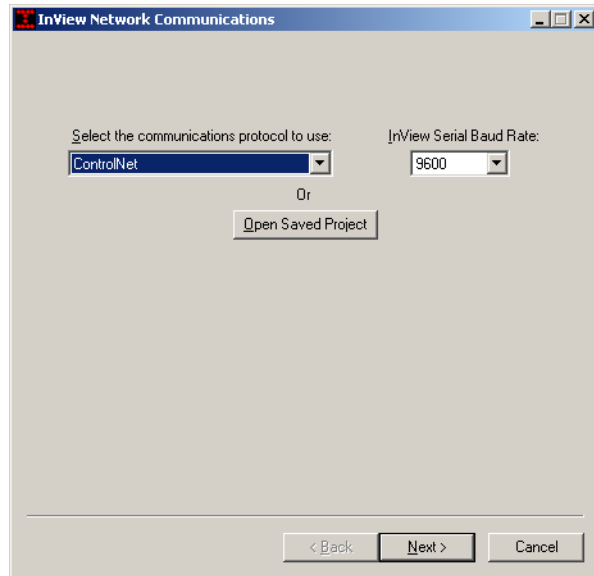 InView Network Communications
Select the communications protocol to use: InView Serial Baud Rate:
ControlNet 9600
Or
Open Saved Project
< Back Next > Cancel